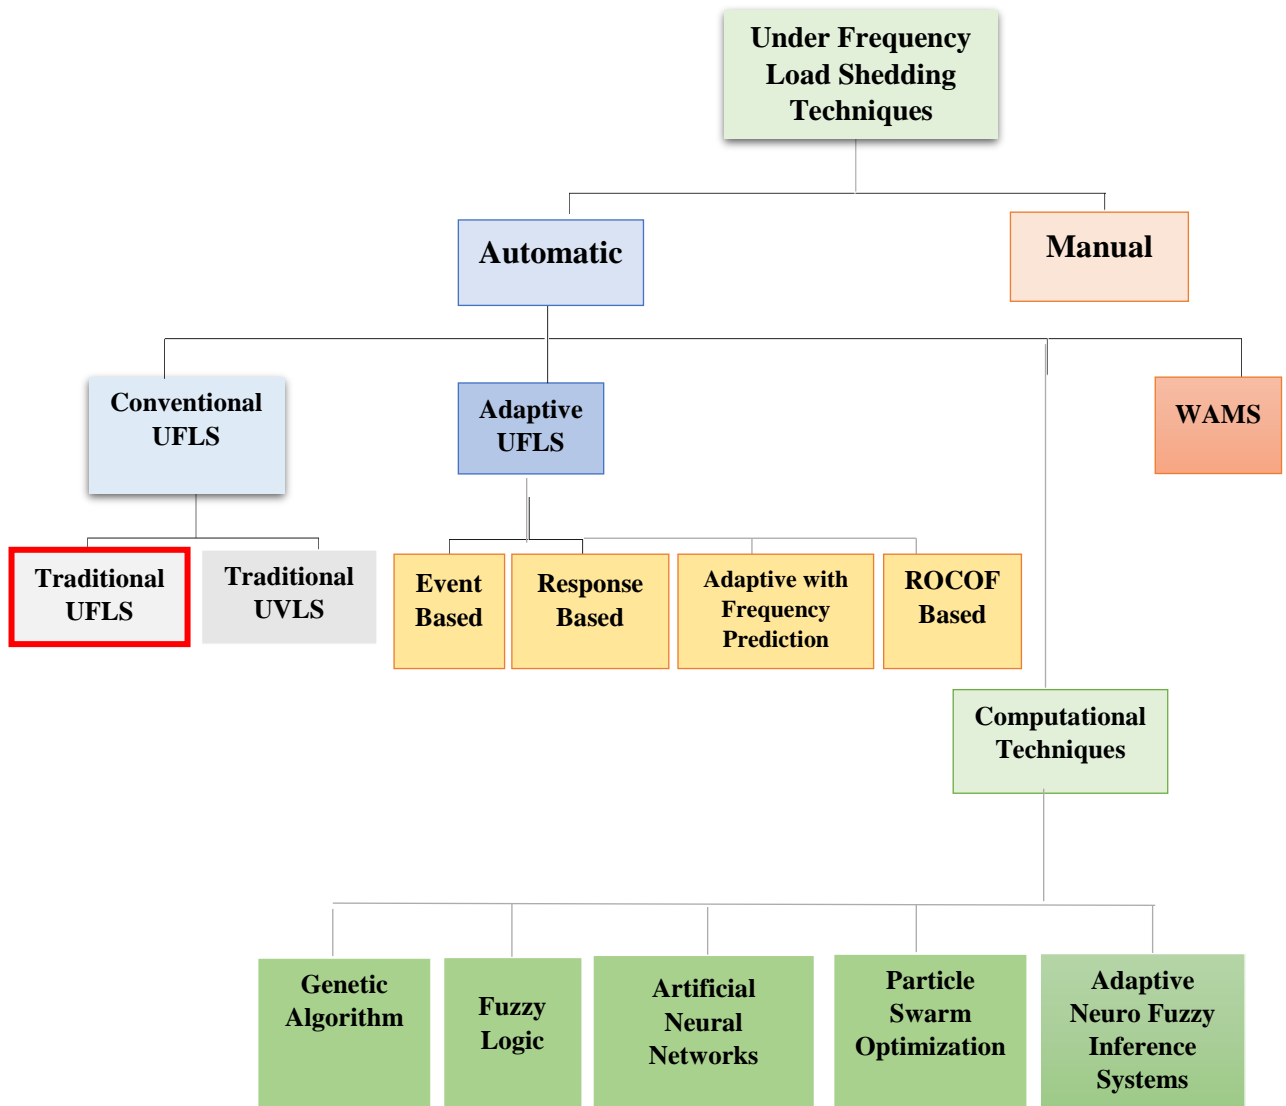 Under Frequency
Load Shedding
Techniques
Automatic
Manual
Conventional
UFLS
Adaptive
UFLS
WAMS
Traditional
UFLS
Traditional
UVLS
Event
Based
Response
Based
Adaptive with
Frequency
Prediction
ROCOF
Based
Computational
Techniques
Genetic
Algorithm
Fuzzy
Logic
Artificial
Neural
Networks
Particle
Swarm
Optimization
Adaptive
Neuro Fuzzy
Inference
Systems